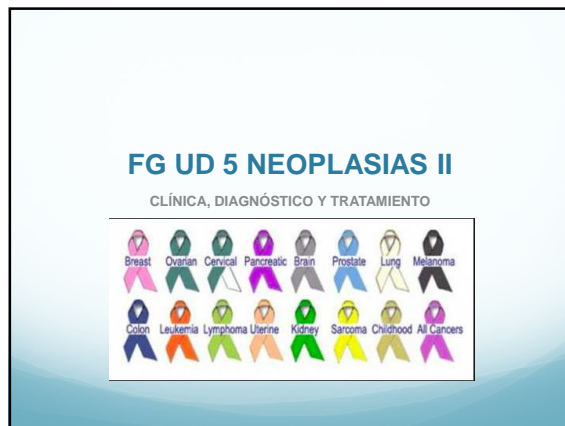 FG UD 5 NEOPLASIAS II
CLÍNICA, DIAGNÓSTICO Y TRATAMIENTO
Breast Ovarian Cervical Pancreatic Brain Prostate Lung Melanoma
Colon Leukemia Lymphoma Uterine Kidney Sarcoma Childhood All Cancers